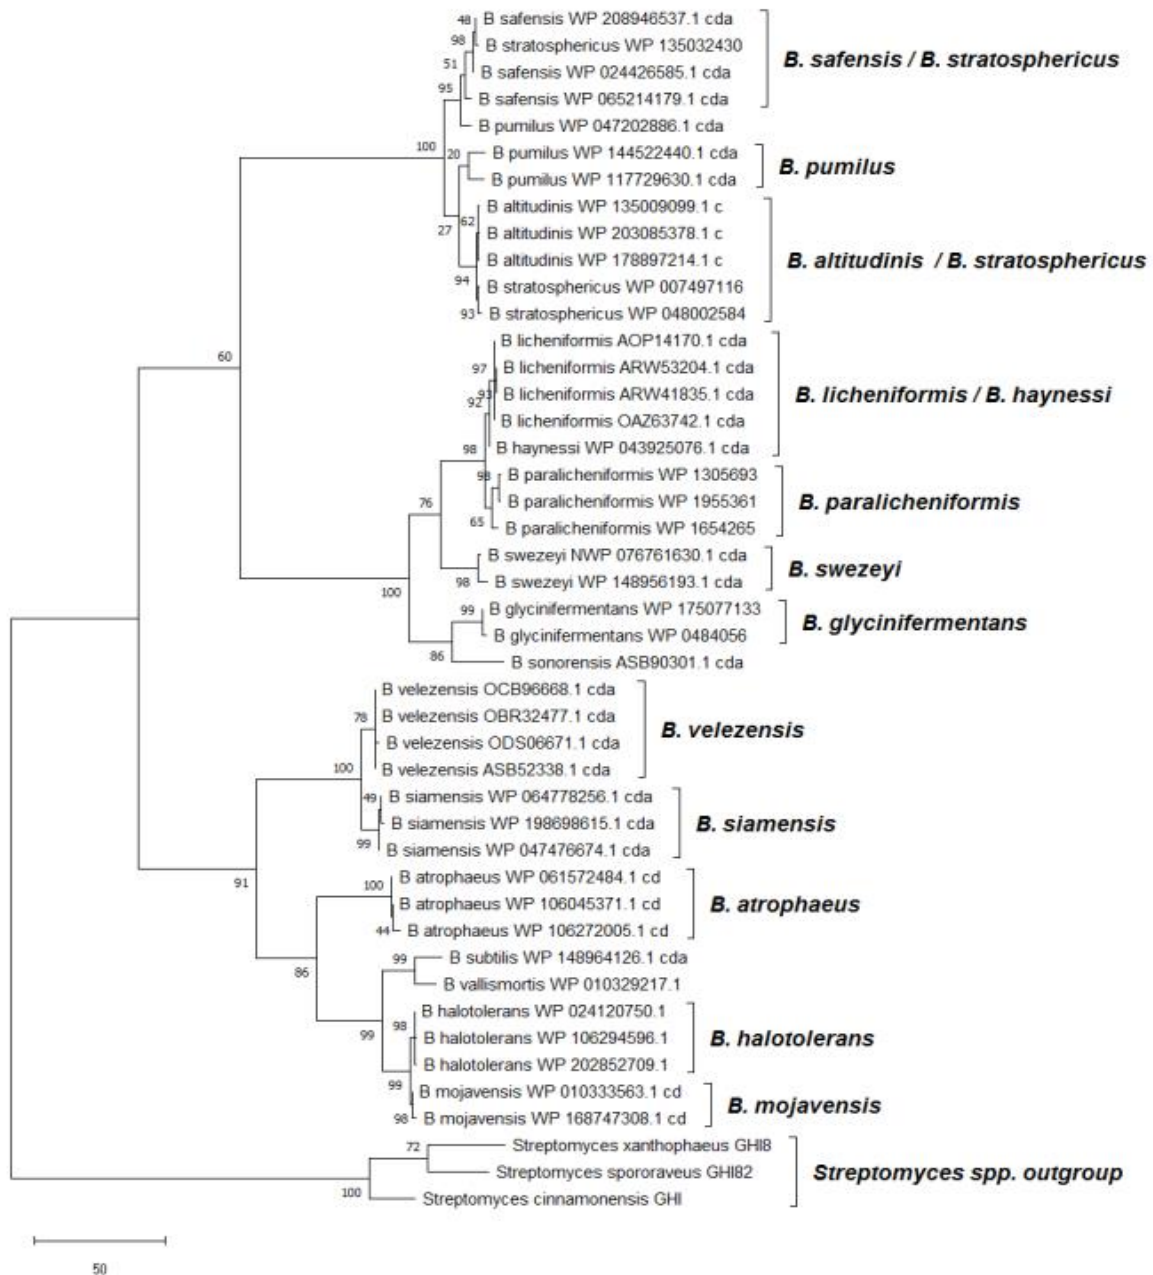 48 B safensis WP 208946537.1 cda
98 B stratosphericus WP 135032430
B. safensis / B. stratosphericus
51 B safensis WP 024426585.1 cda
95 B safensis WP 065214179.1 cda
B pumilus WP 047202886.1 cda
100 20 B pumilus WP 144522440.1 cda
B. pumilus
B pumilus WP 117729630.1 cda
62 B altitudinis WP 135009099.1 c
27 B altitudinis WP 203085378.1 c
B altitudinis WP 178897214.1 c
B. altitudinis / B. stratosphericus
94 B stratosphericus WP 007497116
93 B stratosphericus WP 048002584
60 B licheniformis AOP14170.1 cda
97 B licheniformis ARW53204.1 cda
93 B licheniformis ARW41835.1 cda
B. licheniformis / B. haynessi
92 B licheniformis OAZ63742.1 cda
98 B haynessi WP 043925076.1 cda
B paralicheniformis WP 1305693
76 B paralicheniformis WP 1955361
B. paralicheniformis
65 B paralicheniformis WP 1654265
B swezeyi NWP 076761630.1 cda
B. swezeyi
98 B swezeyi WP 148956193.1 cda
100 99 B glycinifermentans WP 175077133
B. glycinifermentans
B glycinifermentans WP 0484056
86 B sonorensis ASB90301.1 cda
B velezensis OCB96668.1 cda
78 B velezensis OBR32477.1 cda
B. velezensis
B velezensis ODS06671.1 cda
100 B velezensis ASB52338.1 cda
49 B siamensis WP 064778256.1 cda
B siamensis WP 198698615.1 cda
B. siamensis
99 B siamensis WP 047476674.1 cda
91 100 B atrophaeus WP 061572484.1 cd
B atrophaeus WP 106045371.1 cd
B. atrophaeus
44 B atrophaeus WP 106272005.1 cd
99 B subtilis WP 148964126.1 cda
86 B vallismortis WP 010329217.1
B halotolerans WP 024120750.1
99 98 B halotolerans WP 106294596.1
B. halotolerans
B halotolerans WP 202852709.1
99 B mojavensis WP 010333563.1 cd
B. mojavensis
98 B mojavensis WP 168747308.1 cd
72 Streptomyces xanthophaeus GHI8
Streptomyces spororaveus GHI82
Streptomyces spp. outgroup
100 Streptomyces cinnamonensis GHI
50